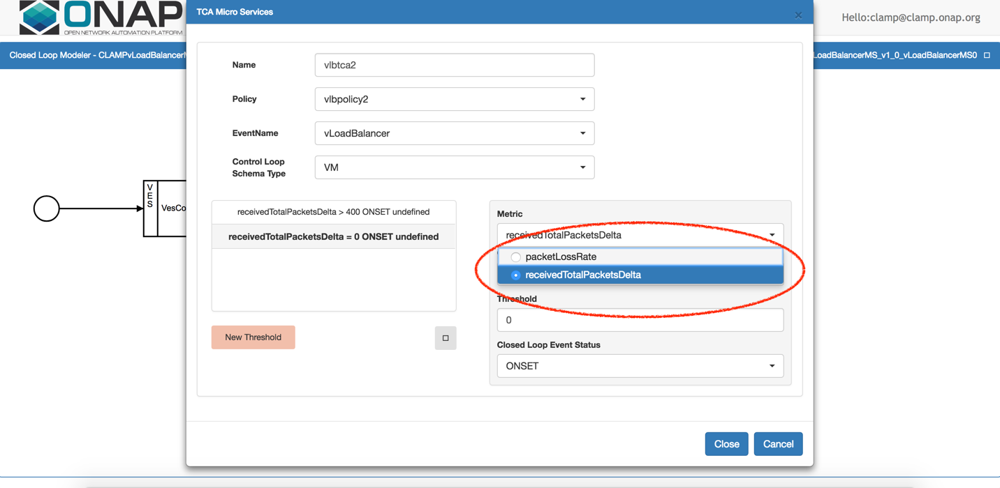 ONAP
OPEN NETWORK AUTOMATION PLATFORM
TCA Micro Services
×
Hello:clamp@clamp.onap.org
Closed Loop Modeler - CLAMPvLoadBalancerM
LoadBalancerMS_v1_0_vLoadBalancerMS0
Name
vlbtca2
Policy
vlbpolicy2
EventName
vLoadBalancer
Control Loop
Schema Type
VM
VES
VesCo
receivedTotalPacketsDelta > 400 ONSET undefined
receivedTotalPacketsDelta = 0 ONSET undefined
New Threshold
Metric
receivedTotalPacketsDelta
packetLossRate
receivedTotalPacketsDelta
Threshold
0
Closed Loop Event Status
ONSET
Close
Cancel